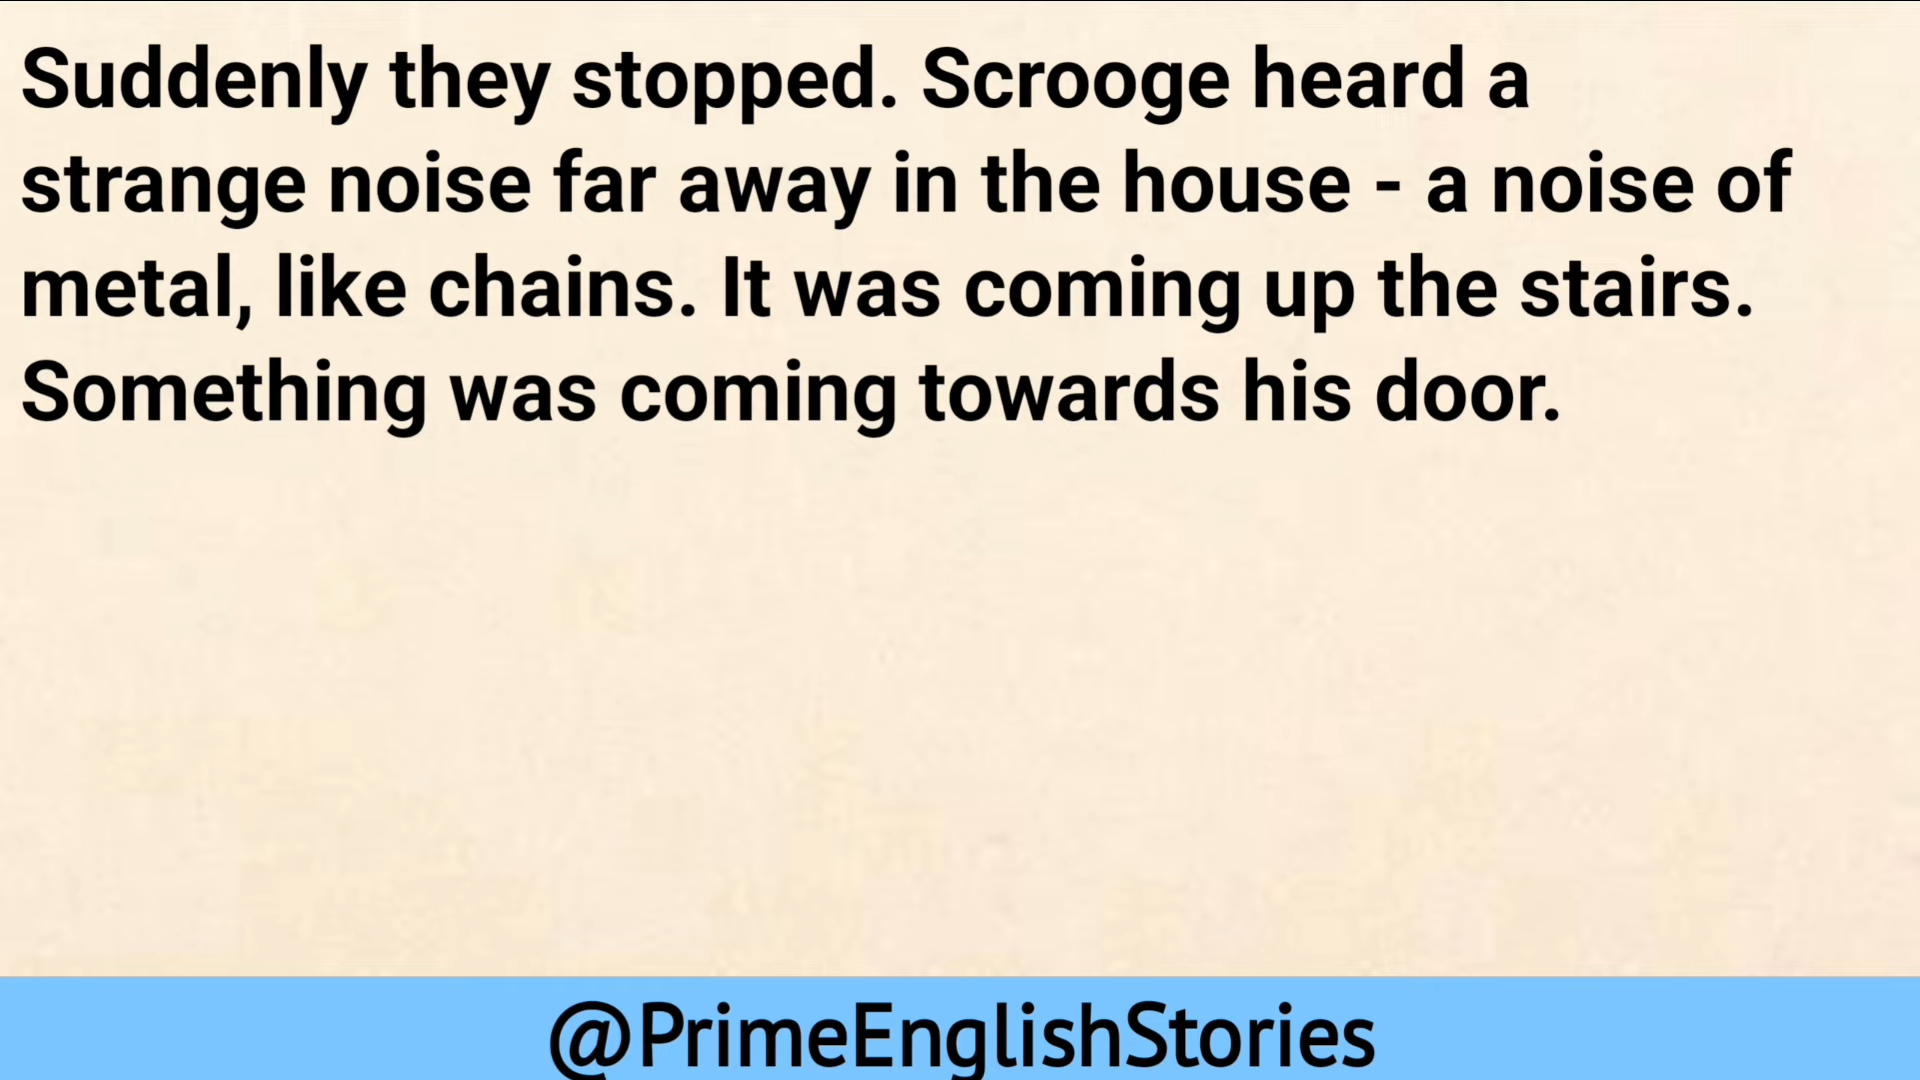 Suddenly they stopped. Scrooge heard a
strange noise far away in the house - a noise of
metal, like chains. It was coming up the stairs.
Something was coming towards his door.
@PrimeEnglishStories